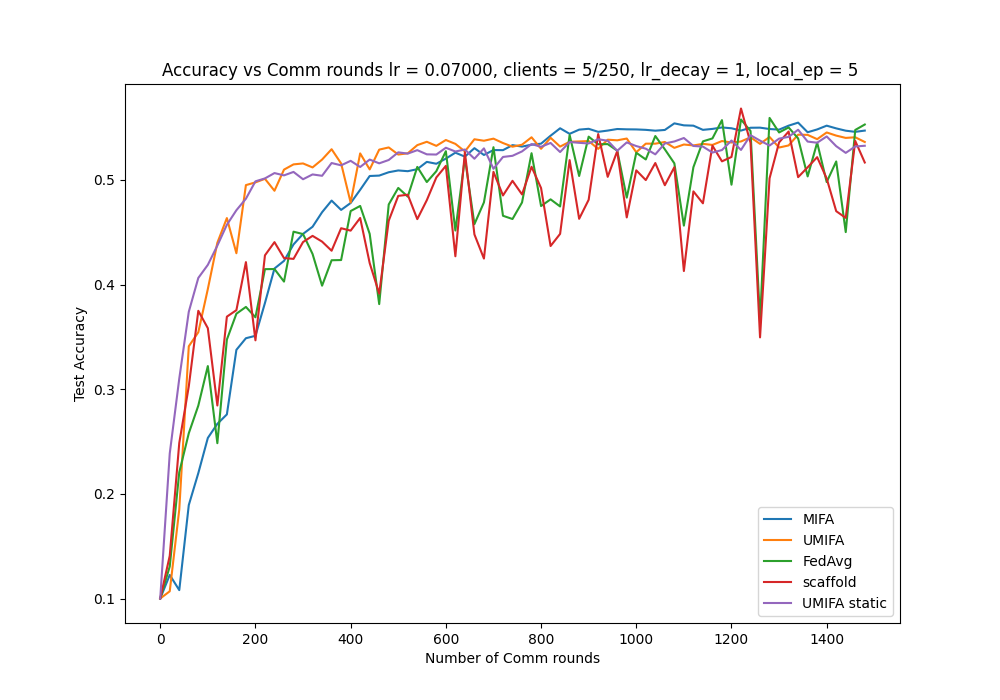 Accuracy vs Comm rounds lr = 0.07000, clients = 5/250, lr_decay = 1, local_ep = 5
Test Accuracy
0.5
0.4
0.3
0.2
0.1
MIFA
UMIFA
FedAvg
scaffold
UMIFA static
0 200 400 600 800 1000 1200 1400
Number of Comm rounds